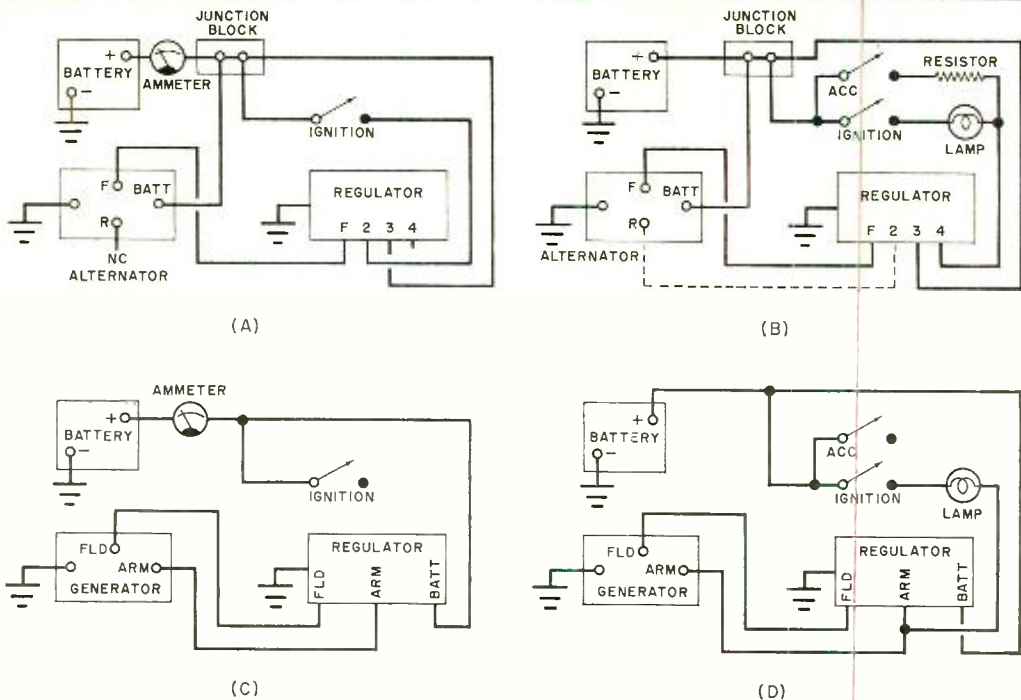 JUNCTION
BLOCK
+
BATTERY
-
AMMETER
IGNITION
F
BATT
R
NC
ALTERNATOR
REGULATOR
F 2 3 4
(A)
JUNCTION
BLOCK
+
BATTERY
-
RESISTOR
ACC
IGNITION
LAMP
F
BATT
R
ALTERNATOR
REGULATOR
F 2 3 4
(B)
AMMETER
+
BATTERY
-
IGNITION
FLD
ARM
GENERATOR
REGULATOR
FLD
ARM
BATT
(C)
+
BATTERY
-
ACC
IGNITION
LAMP
FLD
ARM
GENERATOR
REGULATOR
FLD
ARM
BATT
(D)